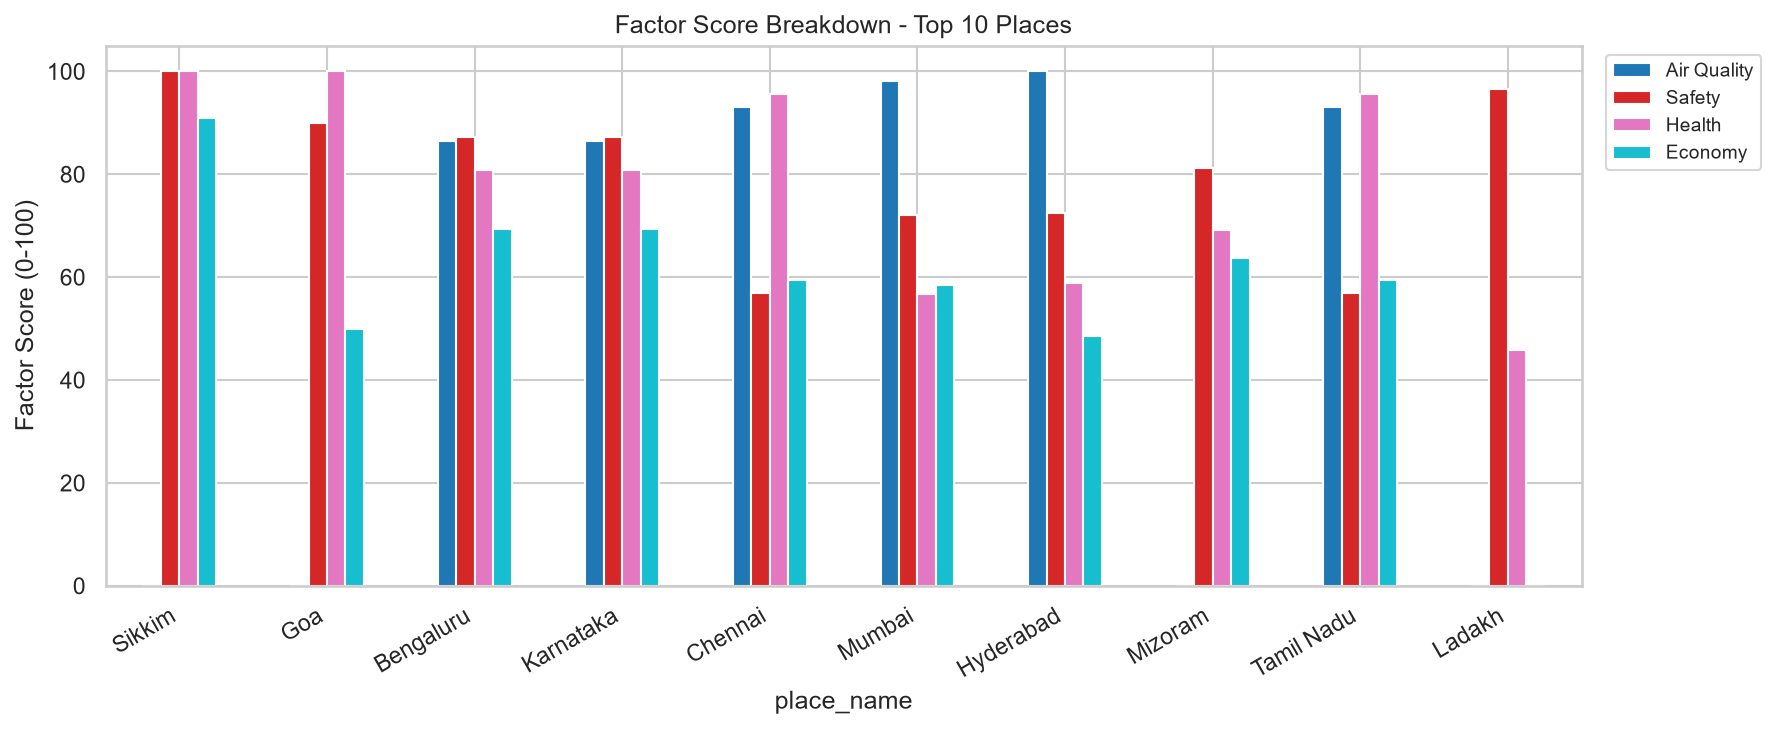 Factor Score Breakdown - Top 10 Places
Air Quality
Safety
Health
Economy
Factor Score (0-100)
100
80
60
40
20
0
Sikkim
Goa
Bengaluru
Karnataka
Chennai
Mumbai
Hyderabad
Mizoram
Tamil Nadu
Ladakh
place_name